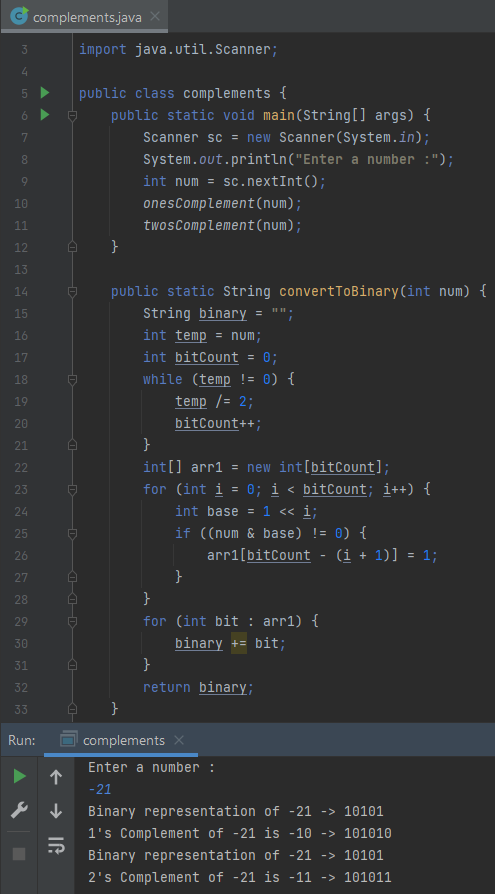 complements.java
3 import java.util.Scanner;
4
5 public class complements {
6 public static void main(String[] args) {
7 Scanner sc = new Scanner(System.in);
8 System.out.println("Enter a number :");
9 int num = sc.nextInt();
10 onesComplement(num);
11 twosComplement(num);
12 }
13
14 public static String convertToBinary(int num) {
15 String binary = "";
16 int temp = num;
17 int bitCount = 0;
18 while (temp != 0) {
19 temp /= 2;
20 bitCount++;
21 }
22 int[] arr1 = new int[bitCount];
23 for (int i = 0; i < bitCount; i++) {
24 int base = 1 << i;
25 if ((num & base) != 0) {
26 arr1[bitCount - (i + 1)] = 1;
27 }
28 }
29 for (int bit : arr1) {
30 binary += bit;
31 }
32 return binary;
33 }
Run: complements
Enter a number :
-21
Binary representation of -21 -> 10101
1's Complement of -21 is -10 -> 101010
Binary representation of -21 -> 10101
2's Complement of -21 is -11 -> 101011